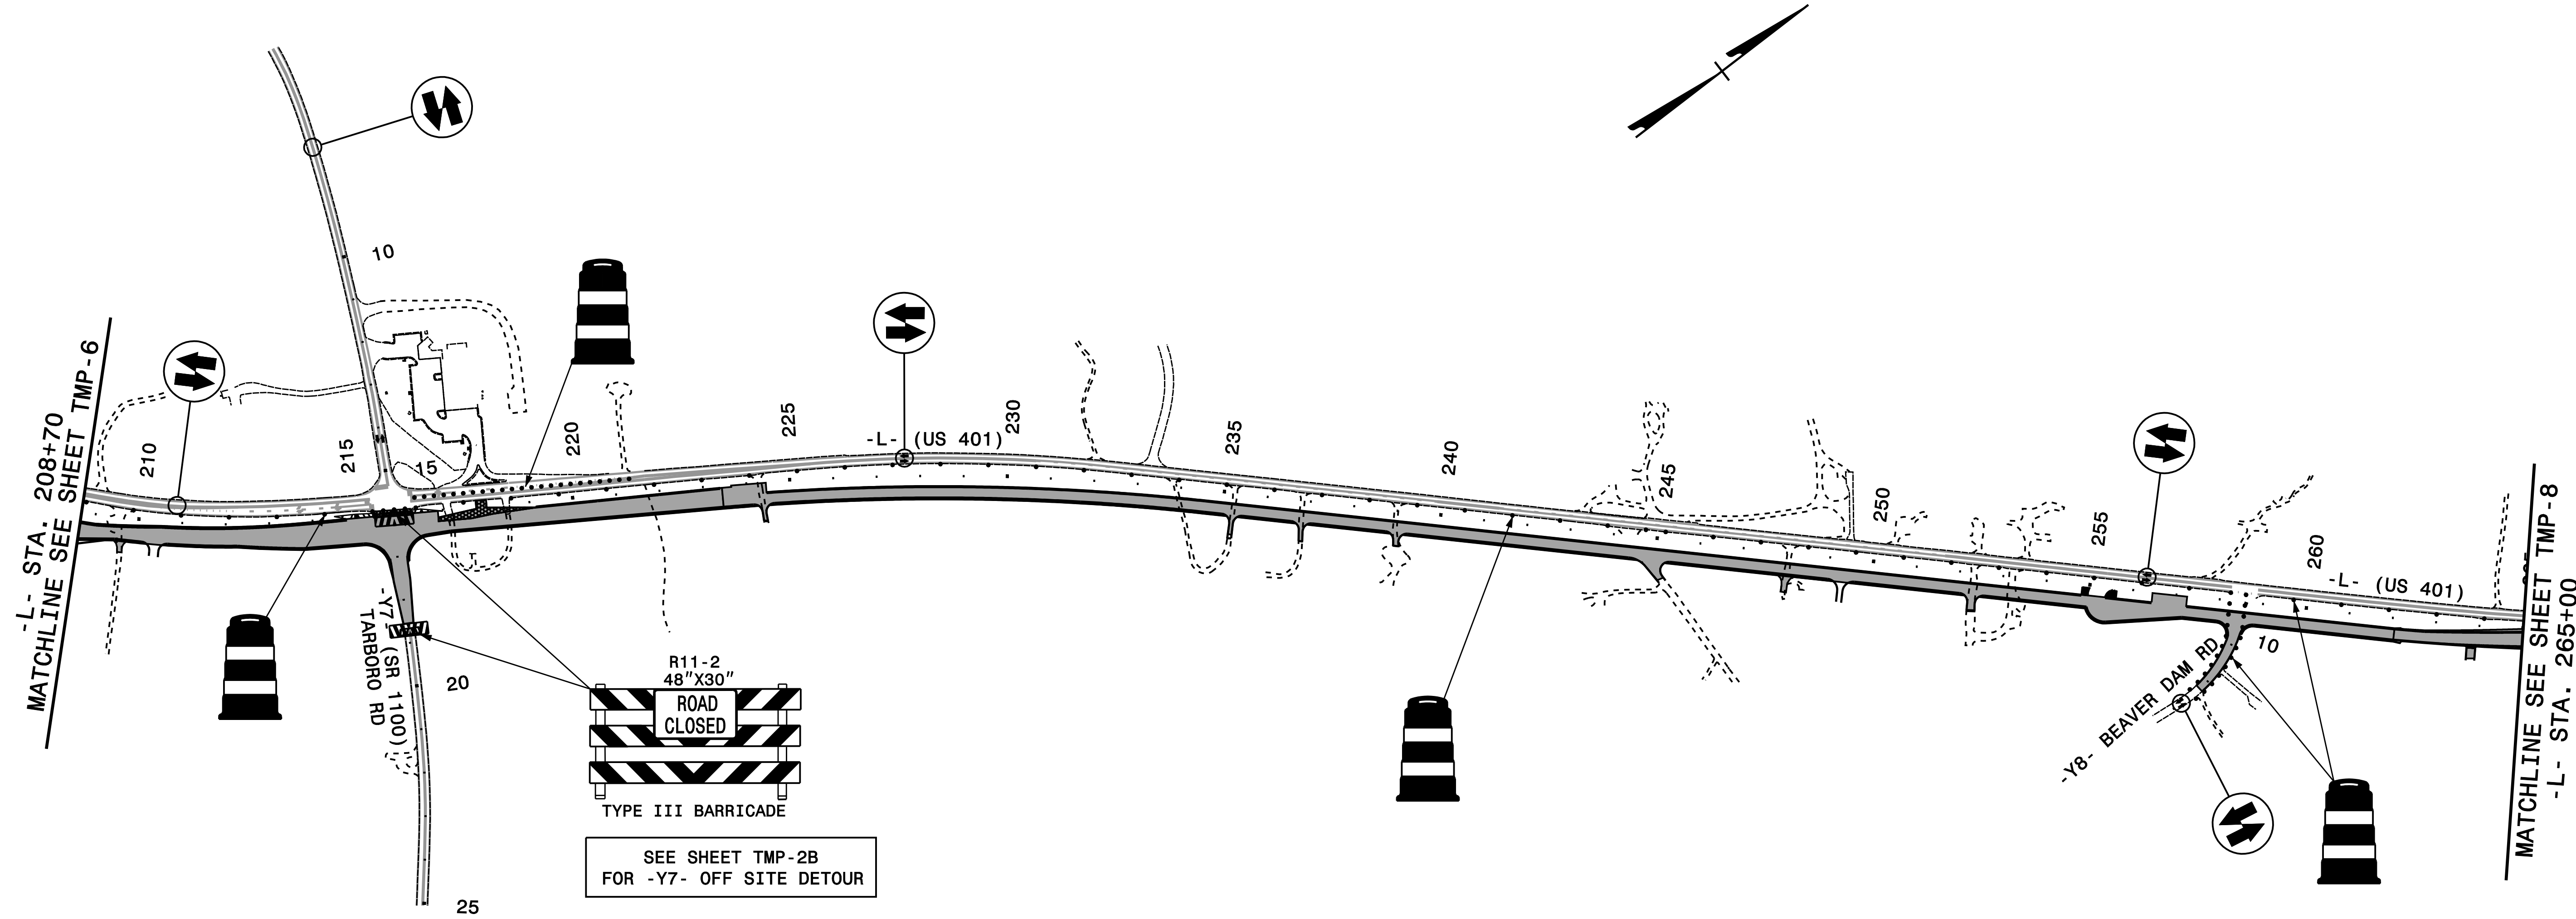 -L- STA. 208+70
MATCHLINE SEE SHEET TMP-6
210
215
10
15
220
225
-L- (US 401)
230
235
240
245
250
255
260
-L- (US 401)
MATCHLINE SEE SHEET TMP-8
-L- STA. 265+00
-Y7- (SR 1100)
TARBORO RD
20
25
R11-2
48"X30"
ROAD
CLOSED
TYPE III BARRICADE
SEE SHEET TMP-2B
FOR -Y7- OFF SITE DETOUR
-Y8- BEAVER DAM RD
10